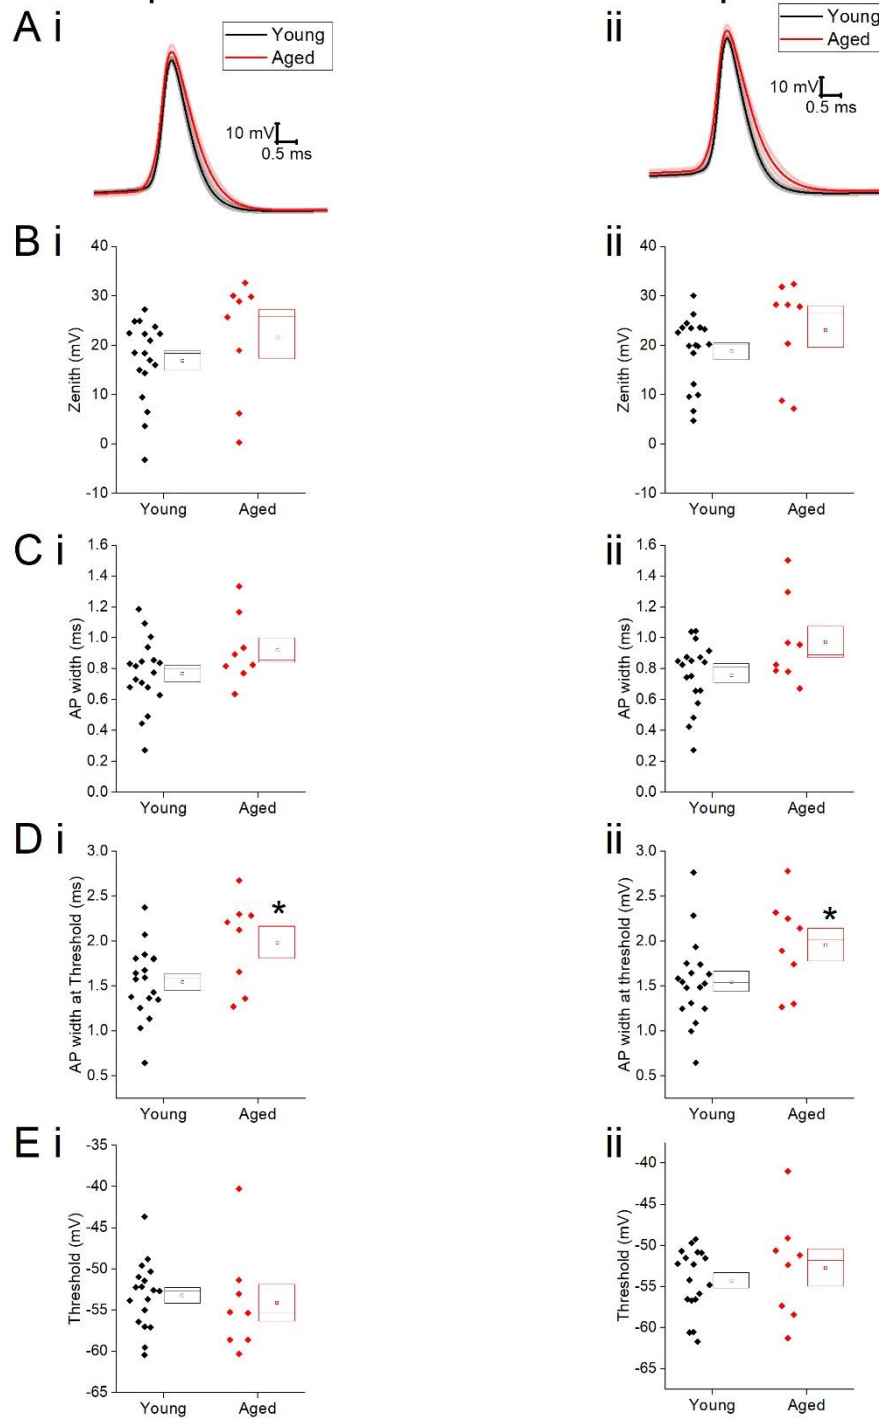 A i
Young
Aged
10 mV
0.5 ms
ii
Young
Aged
10 mV
0.5 ms
B i
40
30
20
10
0
-10
Zenith (mV)
Young Aged
ii
40
30
20
10
0
-10
Zenith (mV)
Young Aged
C i
1.6
1.4
1.2
1.0
0.8
0.6
0.4
0.2
0.0
AP width (ms)
Young Aged
ii
1.6
1.4
1.2
1.0
0.8
0.6
0.4
0.2
0.0
AP width (ms)
Young Aged
D i
3.0
2.5
2.0
1.5
1.0
0.5
AP width at Threshold (ms)
*
Young Aged
ii
3.0
2.5
2.0
1.5
1.0
0.5
AP width at threshold (mV)
*
Young Aged
E i
-35
-40
-45
-50
-55
-60
-65
Threshold (mV)
Young Aged
ii
-40
-45
-50
-55
-60
-65
Threshold (mV)
Young Aged